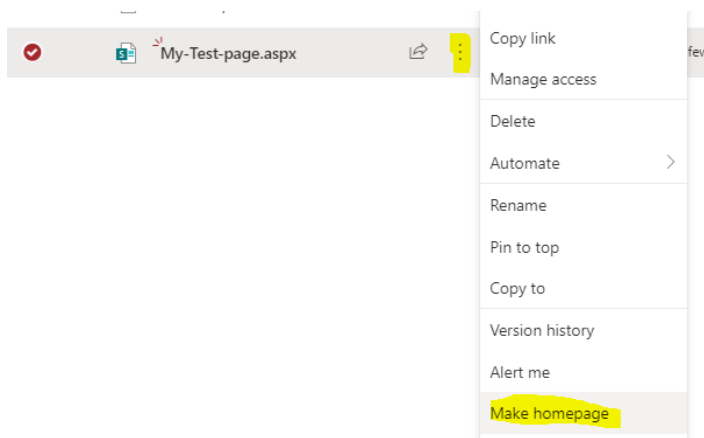 My-Test-page.aspx
few
Copy link
Manage access
Delete
Automate
Rename
Pin to top
Copy to
Version history
Alert me
Make homepage